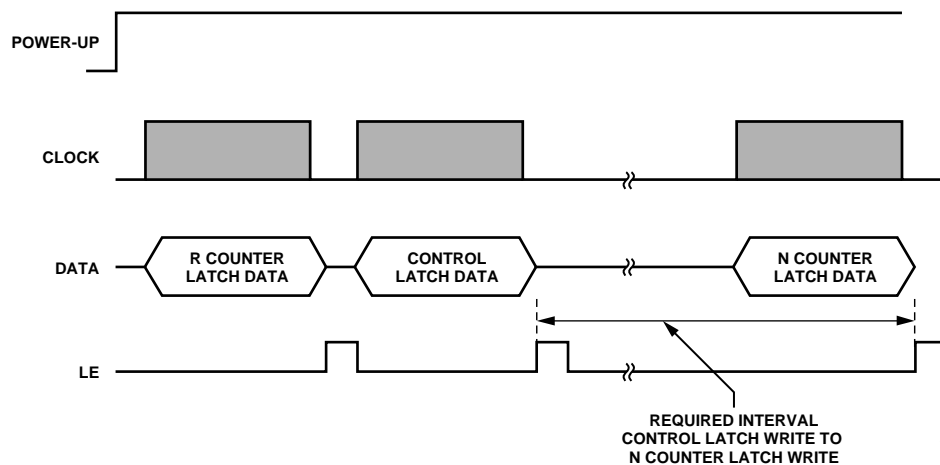 POWER-UP
CLOCK
DATA
R COUNTER
LATCH DATA
CONTROL
LATCH DATA
N COUNTER
LATCH DATA
LE
REQUIRED INTERVAL
CONTROL LATCH WRITE TO
N COUNTER LATCH WRITE